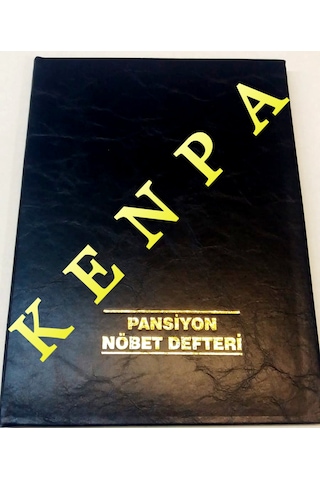 KENPA
PANSİYON
NÖBET DEFTERİ